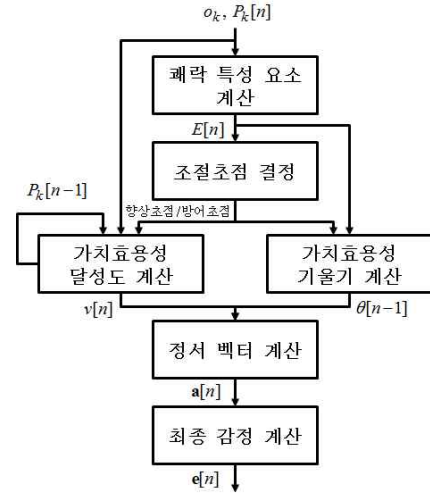 o_k, P_k[n]
쾌락 특성 요소
계산
E[n]
조절초점 결정
P_k[n−1]
향상초점/방어초점
가치효용성
달성도 계산
가치효용성
기울기 계산
v[n]
θ[n−1]
정서 벡터 계산
a[n]
최종 감정 계산
e[n]